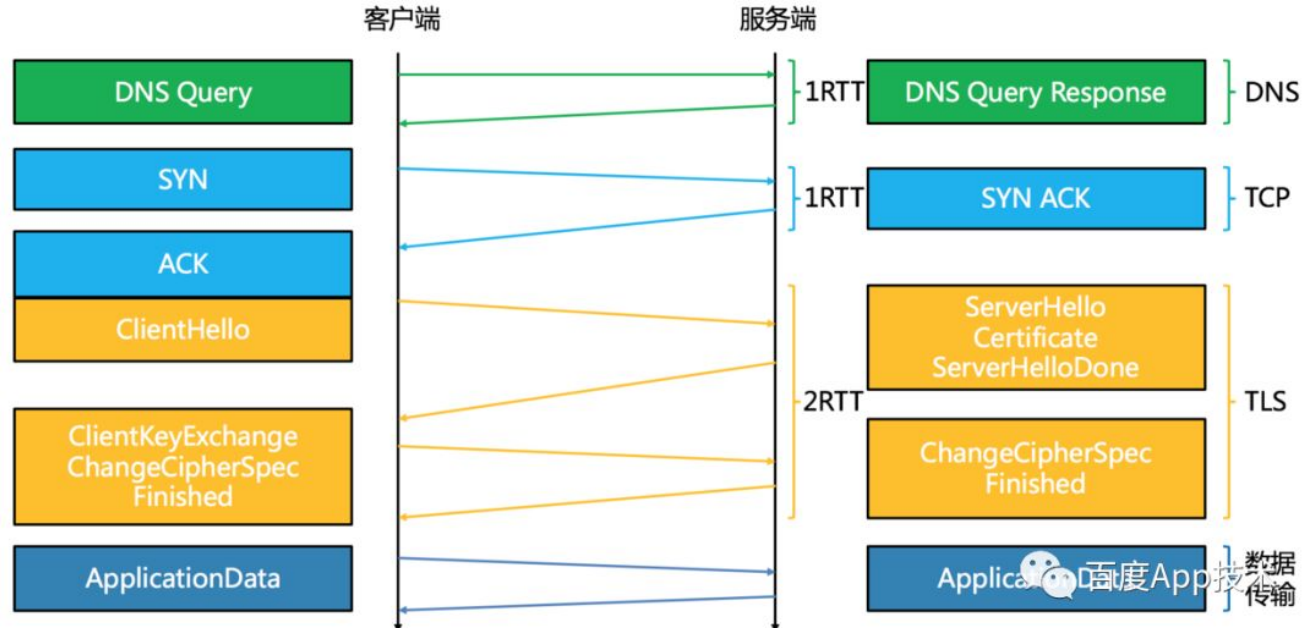 客户端
服务端
DNS Query
1RTT
DNS Query Response
DNS
SYN
1RTT
SYN ACK
TCP
ACK
ClientHello
ServerHello
Certificate
ServerHelloDone
2RTT
TLS
ClientKeyExchange
ChangeCipherSpec
Finished
ChangeCipherSpec
Finished
ApplicationData
ApplicationData
百度App技术
数据
传输